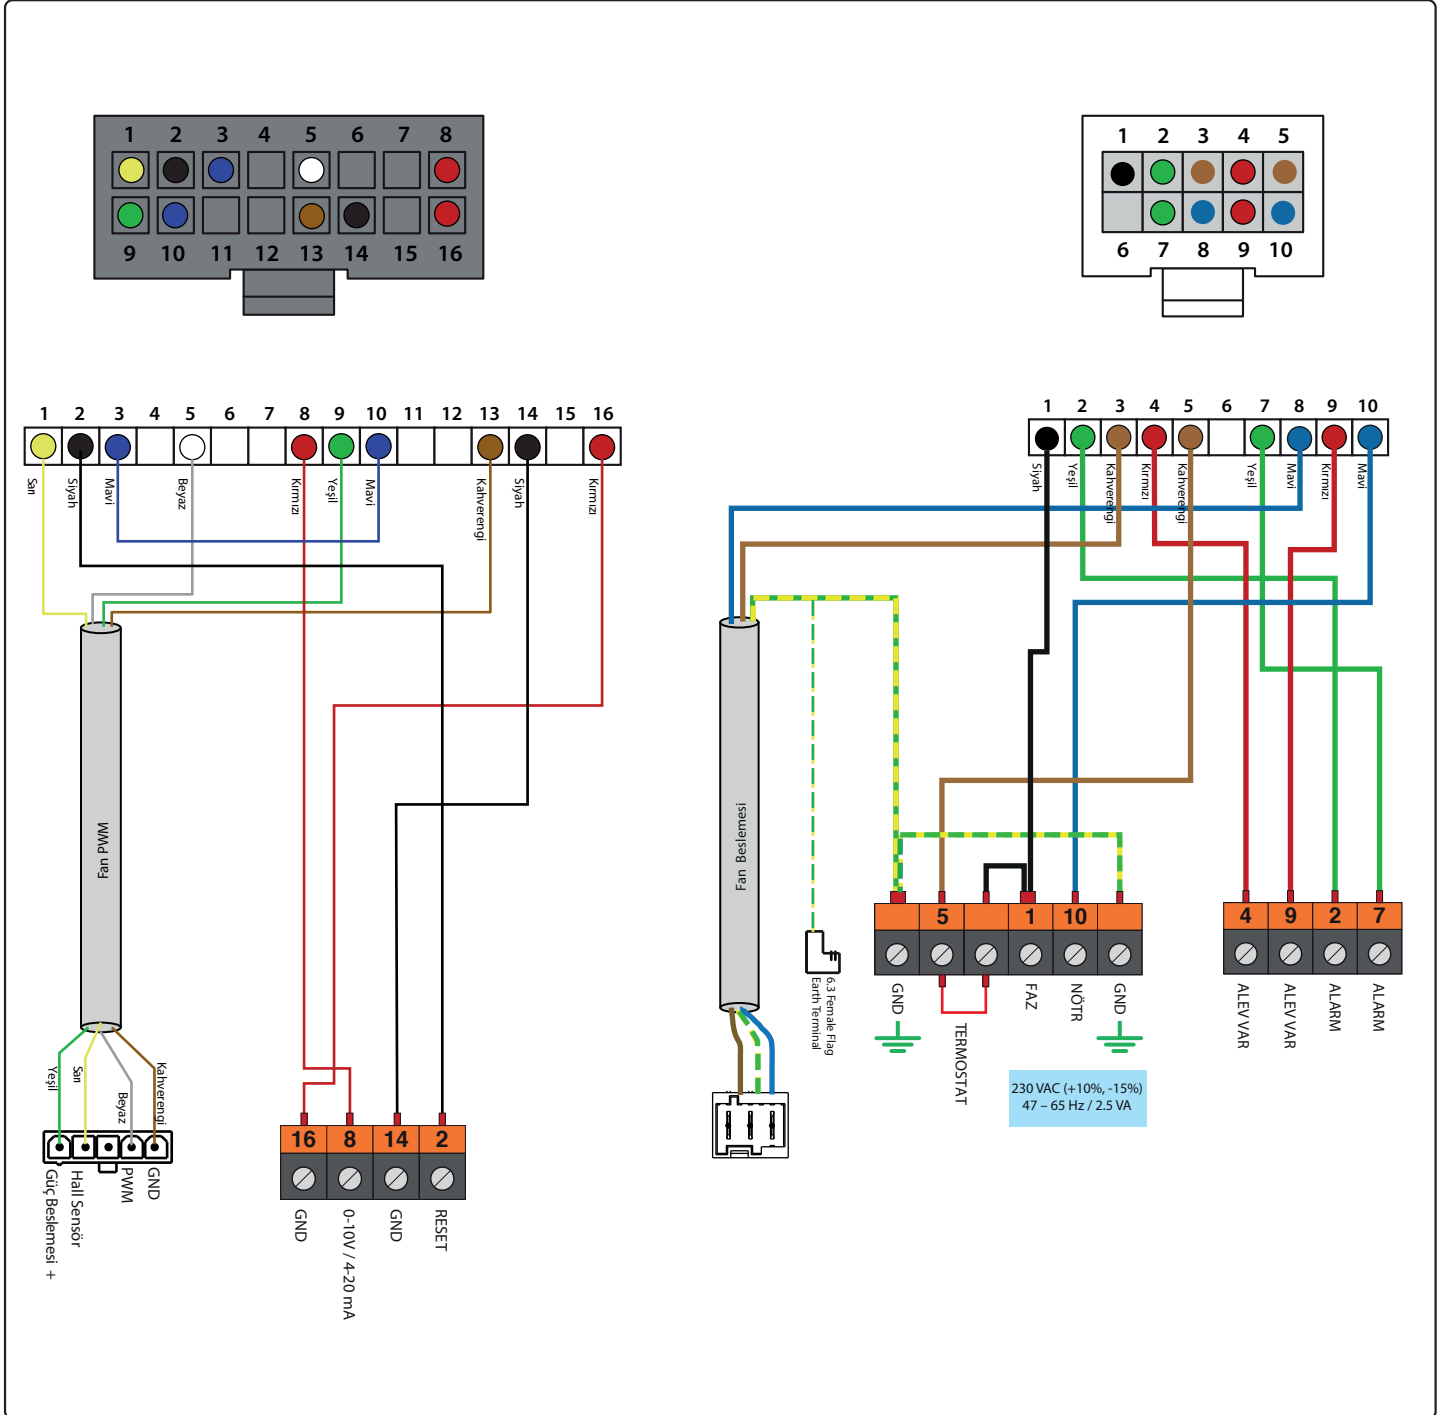 1 2 3 4 5 6 7 8
9 10 11 12 13 14 15 16
1 2 3 4 5
6 7 8 9 10
1 2 3 4 5 6 7 8 9 10 11 12 13 14 15 16
Sarı
Siyah
Mavi
Beyaz
Kırmızı
Yeşil
Mavi
Kahverengi
Siyah
Kırmızı
1 2 3 4 5 6 7 8 9 10
Siyah
Yeşil
Kahverengi
Kırmızı
Kahverengi
Yeşil
Mavi
Kırmızı
Mavi
Fan PWM
Fan Beslemesi
Yeşil
Sarı
Beyaz
Kahverengi
Güç Beslemesi +
Hall Sensör
PWM
GND
16 8 14 2
GND
0-10V / 4-20 mA
GND
RESET
6.3 Female Flag
Earth Terminal
5 1 10
GND
TERMOSTAT
FAZ
NÖTR
GND
230 VAC (+10%, -15%)
47 – 65 Hz / 2.5 VA
4 9 2 7
ALEV VAR
ALEV VAR
ALARM
ALARM